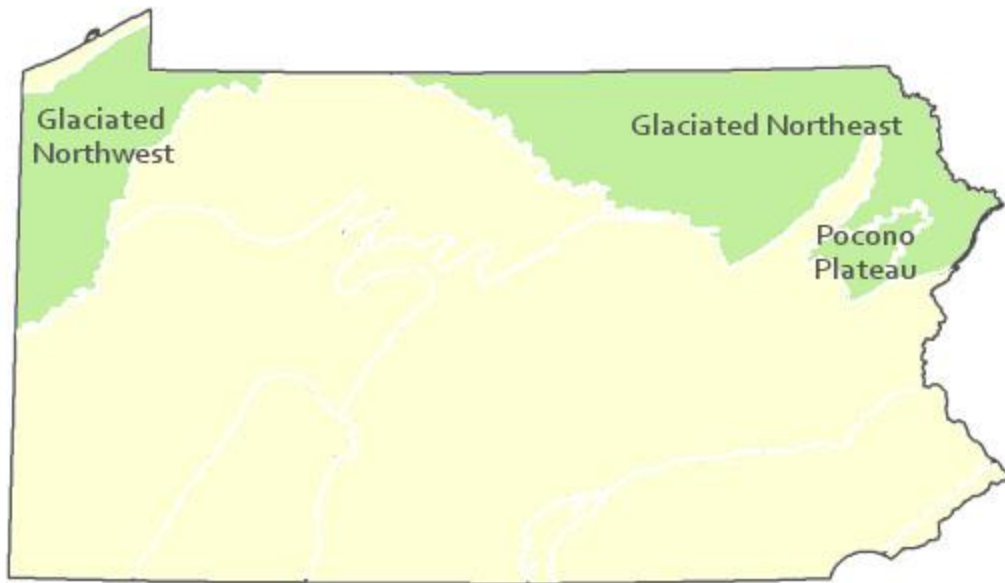 Glaciated
Northwest
Glaciated Northeast
Pocono
Plateau